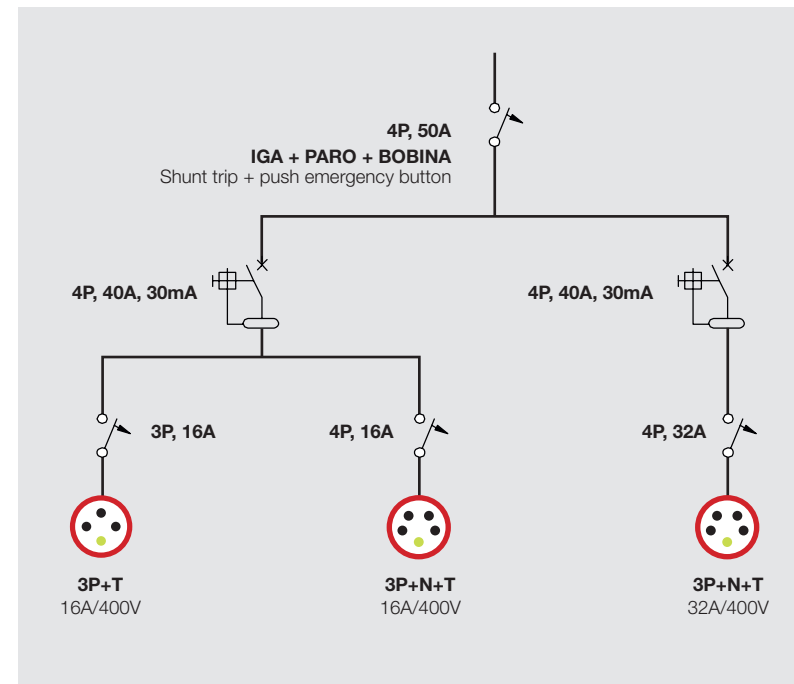 4P, 50A
IGA + PARO + BOBINA
Shunt trip + push emergency button
4P, 40A, 30mA
4P, 40A, 30mA
3P, 16A
4P, 16A
4P, 32A
3P+T
16A/400V
3P+N+T
16A/400V
3P+N+T
32A/400V